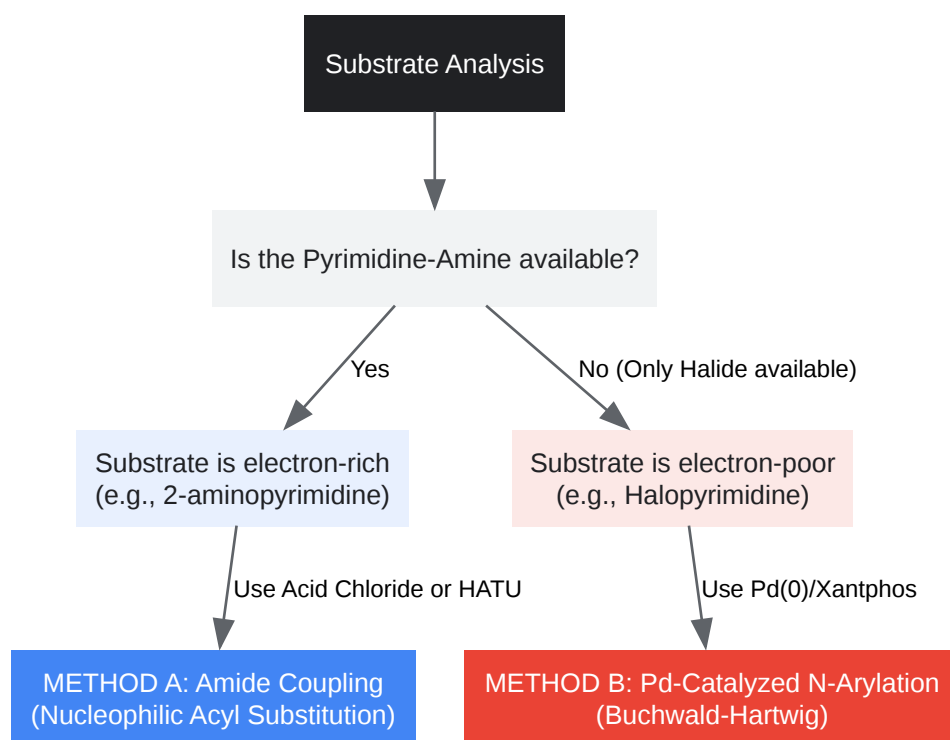 Substrate Analysis
Is the Pyrimidine-Amine available?
Yes
No (Only Halide available)
Substrate is electron-rich
(e.g., 2-aminopyrimidine)
Substrate is electron-poor
(e.g., Halopyrimidine)
Use Acid Chloride or HATU
Use Pd(0)/Xantphos
METHOD A: Amide Coupling
(Nucleophilic Acyl Substitution)
METHOD B: Pd-Catalyzed N-Arylation
(Buchwald-Hartwig)